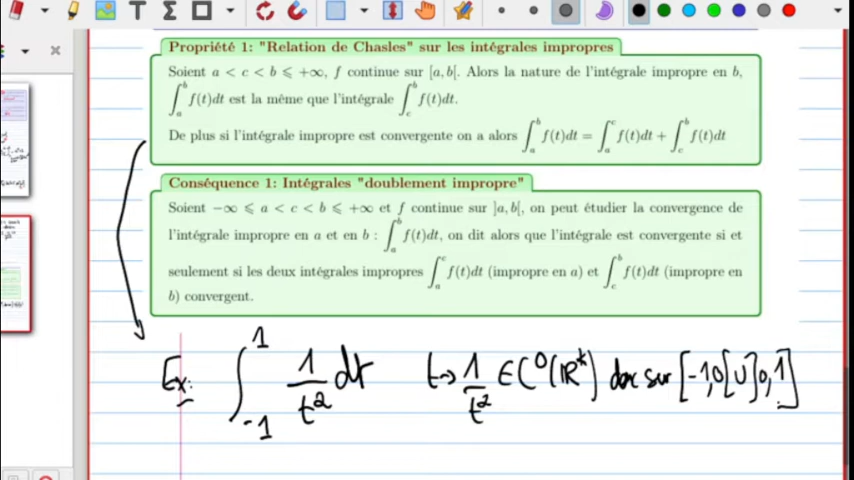 Propriété 1: "Relation de Chasles" sur les intégrales impropres
Soient a < c < b ⩽ +∞, f continue sur [a, b[. Alors la nature de l'intégrale impropre en b,
∫_a^b f(t)dt est la même que l'intégrale ∫_c^b f(t)dt.
De plus si l'intégrale impropre est convergente on a alors ∫_a^b f(t)dt = ∫_a^c f(t)dt + ∫_c^b f(t)dt
Conséquence 1: Intégrales "doublement impropre"
Soient −∞ ⩽ a < c < b ⩽ +∞ et f continue sur ]a, b[, on peut étudier la convergence de
l'intégrale impropre en a et en b : ∫_a^b f(t)dt, on dit alors que l'intégrale est convergente si et
seulement si les deux intégrales impropres ∫_a^c f(t)dt (impropre en a) et ∫_c^b f(t)dt (impropre en
b) convergent.
Ex: ∫_{-1}^1 1/t² dt t→ 1/t² ∈ C⁰(ℝ*) donc sur [-1,0[ ∪ ]0,1]